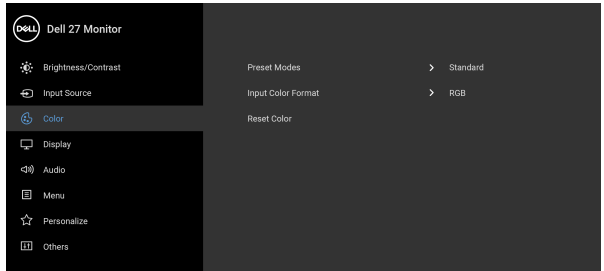 DELL Dell 27 Monitor
Brightness/Contrast
Input Source
Color
Display
Audio
Menu
Personalize
Others
Preset Modes > Standard
Input Color Format > RGB
Reset Color